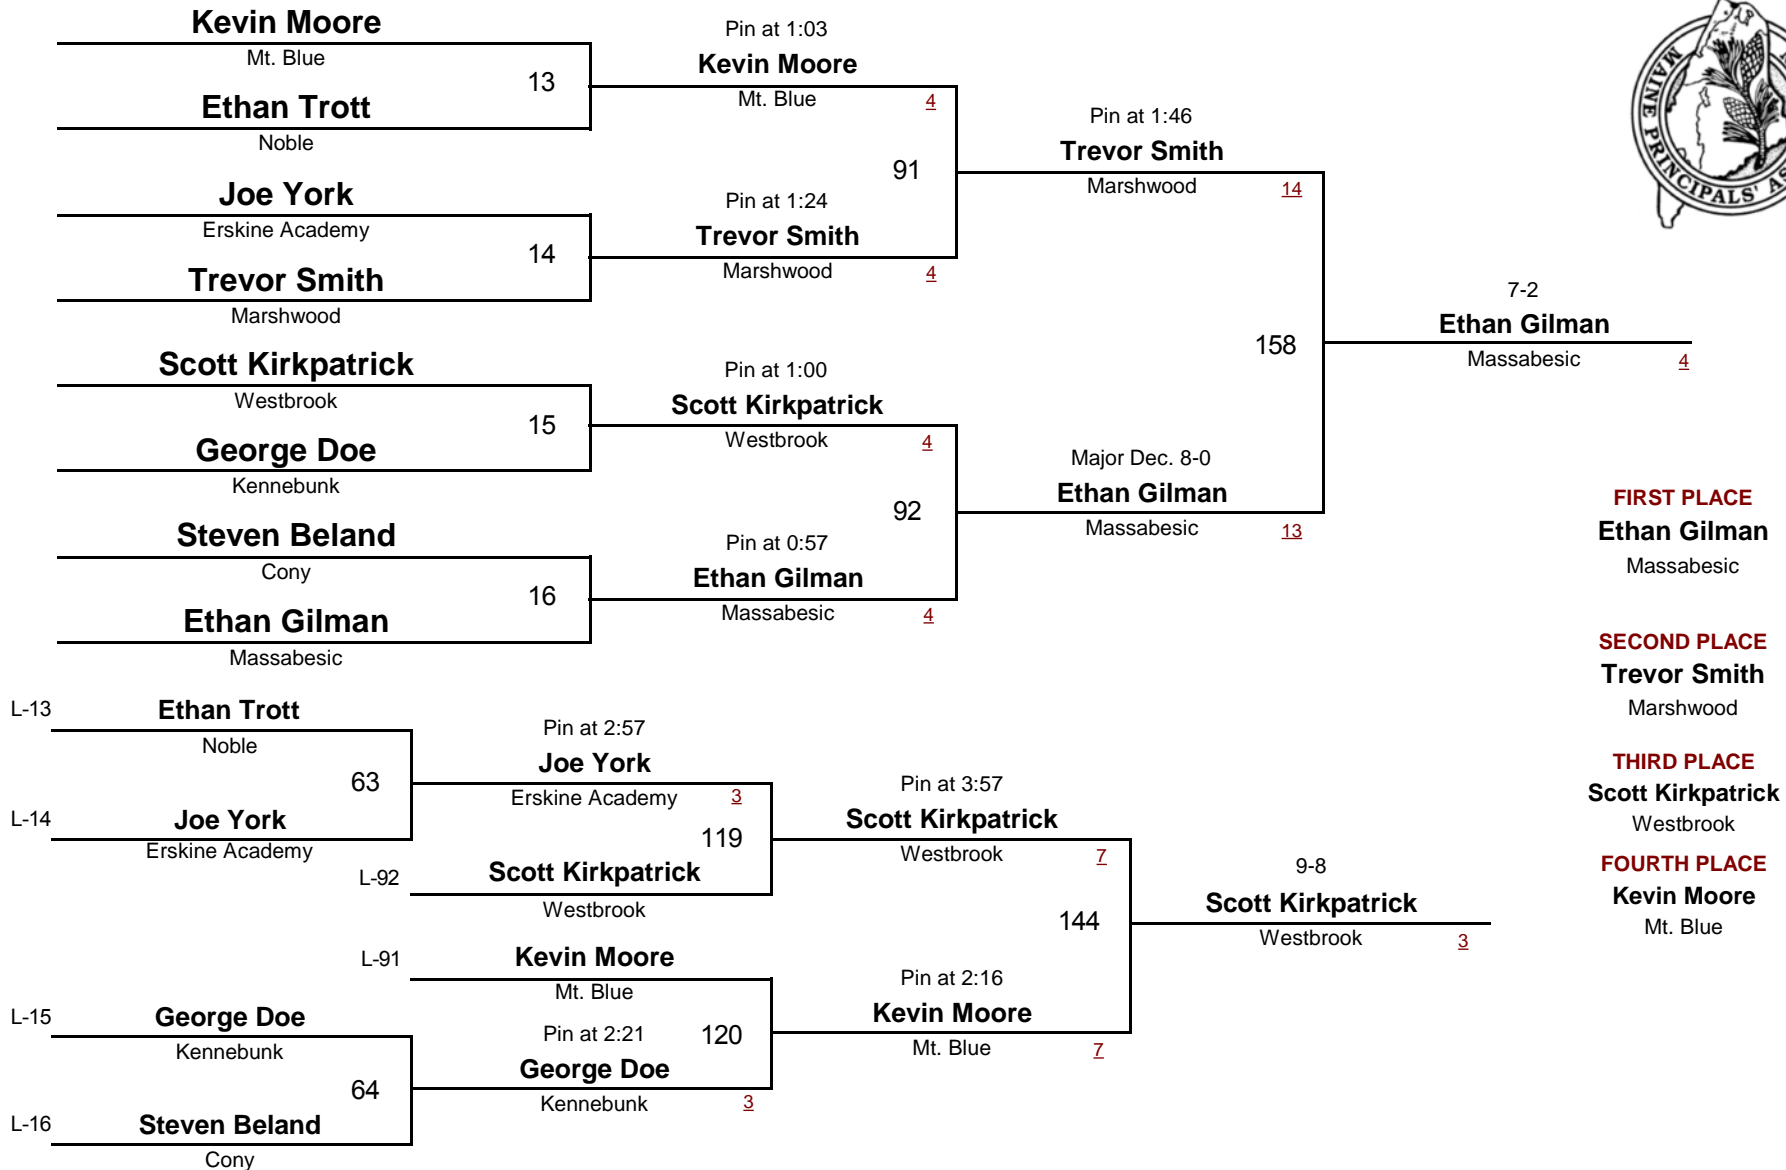 Kevin Moore
Mt. Blue
13
Ethan Trott
Noble
Joe York
Erskine Academy
14
Trevor Smith
Marshwood
Scott Kirkpatrick
Westbrook
15
George Doe
Kennebunk
Steven Beland
Cony
16
Ethan Gilman
Massabesic
Pin at 1:03
Kevin Moore
Mt. Blue 4
91
Pin at 1:24
Trevor Smith
Marshwood 4
Pin at 1:00
Scott Kirkpatrick
Westbrook 4
92
Pin at 0:57
Ethan Gilman
Massabesic 4
Pin at 1:46
Trevor Smith
Marshwood 14
158
Major Dec. 8-0
Ethan Gilman
Massabesic 13
7-2
Ethan Gilman
Massabesic 4
MAINE PRINCIPALS' AS
FIRST PLACE
Ethan Gilman
Massabesic
SECOND PLACE
Trevor Smith
Marshwood
THIRD PLACE
Scott Kirkpatrick
Westbrook
FOURTH PLACE
Kevin Moore
Mt. Blue
L-13 Ethan Trott
Noble
63
L-14 Joe York
Erskine Academy
Pin at 2:57
Joe York
Erskine Academy 3
119
L-92 Scott Kirkpatrick
Westbrook
L-91 Kevin Moore
Mt. Blue
120
L-15 George Doe
Kennebunk
64
L-16 Steven Beland
Cony
Pin at 2:21
George Doe
Kennebunk 3
Pin at 3:57
Scott Kirkpatrick
Westbrook 7
144
Pin at 2:16
Kevin Moore
Mt. Blue 7
9-8
Scott Kirkpatrick
Westbrook 3